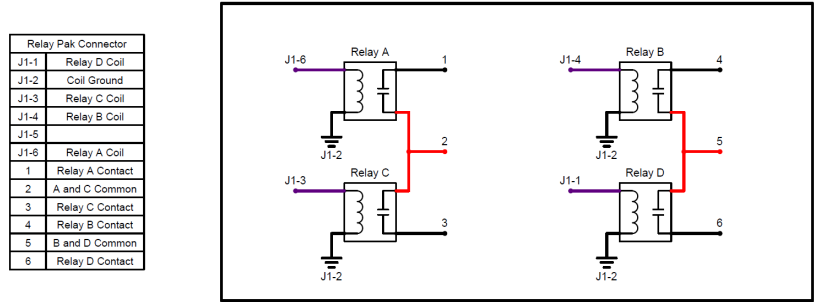 Relay Pak Connector
J1-1 Relay D Coil
J1-2 Coil Ground
J1-3 Relay C Coil
J1-4 Relay B Coil
J1-5
J1-6 Relay A Coil
1 Relay A Contact
2 A and C Common
3 Relay C Contact
4 Relay B Contact
5 B and D Common
6 Relay D Contact
Relay A
J1-6
1
J1-2
2
Relay C
J1-3
3
J1-2
Relay B
J1-4
4
J1-2
5
Relay D
J1-1
6
J1-2